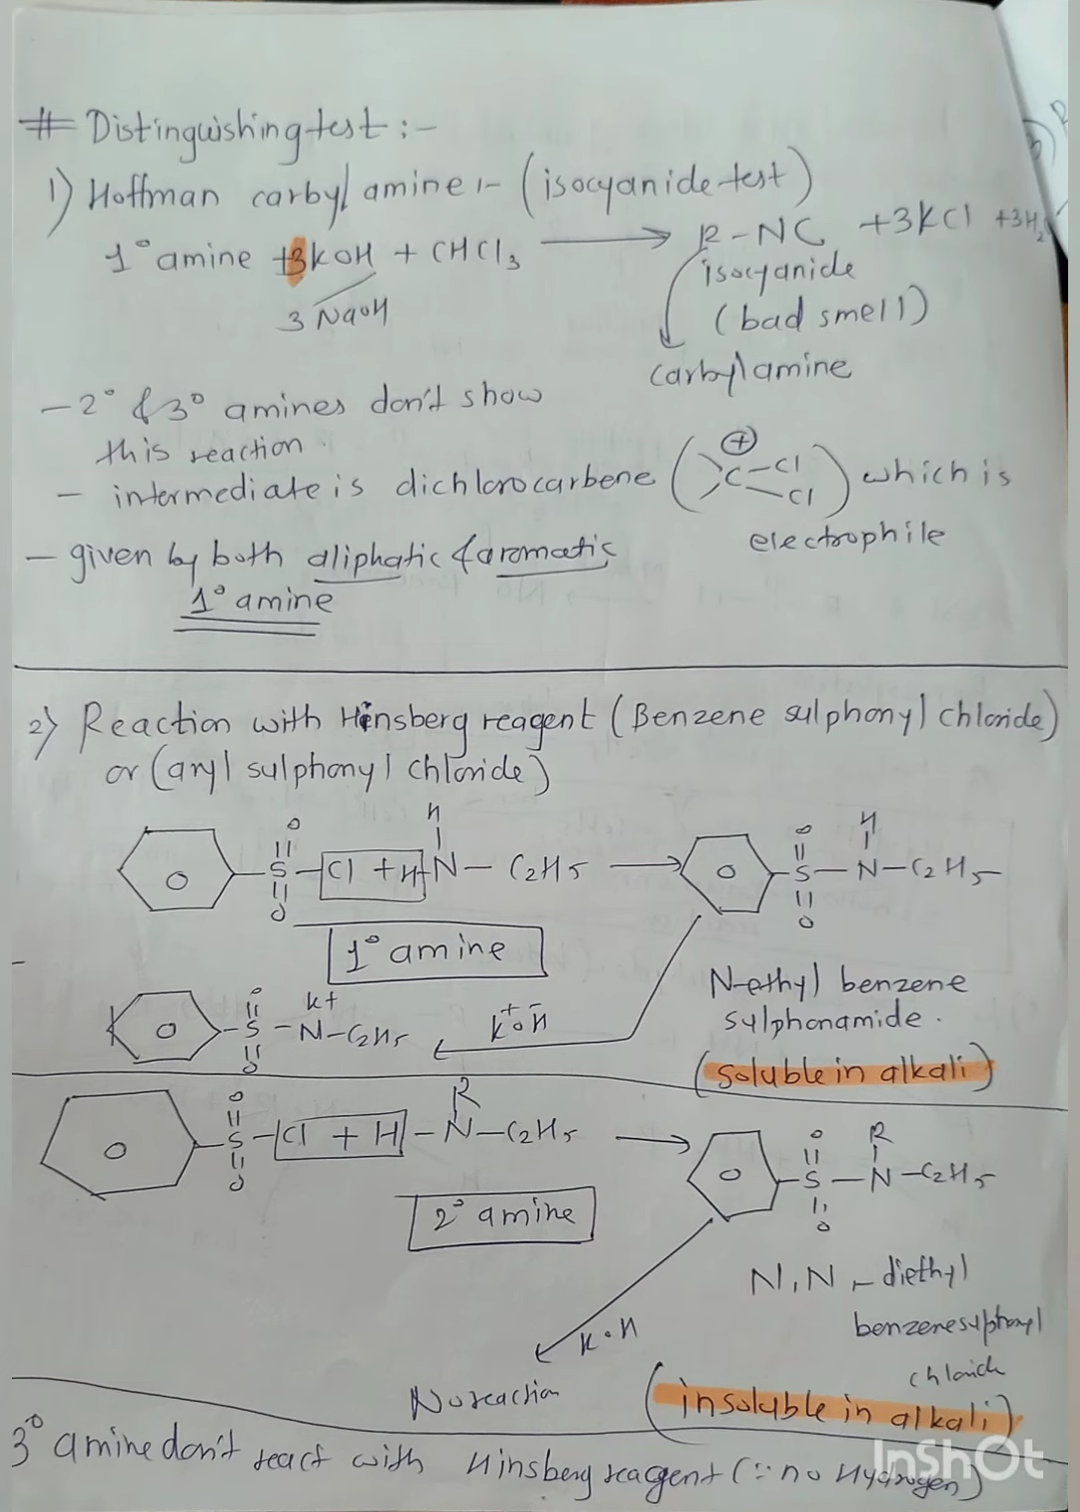 # Distinguishing test :-
1) Hoffman carbyl amine :- (isocyanide test)
1° amine +3KOH + CHCl3 ⟶ R-NC +3KCl +3H2
3 NaOH
isocyanide
(bad smell)
carbylamine
-2° & 3° amines don't show
this reaction.
- intermediate is dichlorocarbene ( ⊕ C-Cl Cl ) which is
electrophile
- given by both aliphatic & aromatic
1° amine
2) Reaction with Hinsberg reagent (Benzene sulphonyl chloride)
or (aryl sulphonyl chloride)
O H O H
S-Cl + H-N-C2H5 ⟶ S-N-C2H5
O O
1° amine
N-ethyl benzene
sulphonamide.
(soluble in alkali)
O K+
S-N-C2H5 K+OH-
O
O R O R
S-Cl + H-N-C2H5 ⟶ S-N-C2H5
O O
2° amine
N,N-diethyl
benzenesulphonyl
chloride
KOH
No reaction
(insoluble in alkali)
3° amine don't react with Hinsberg reagent (∵ no Hydrogen)
InShOt